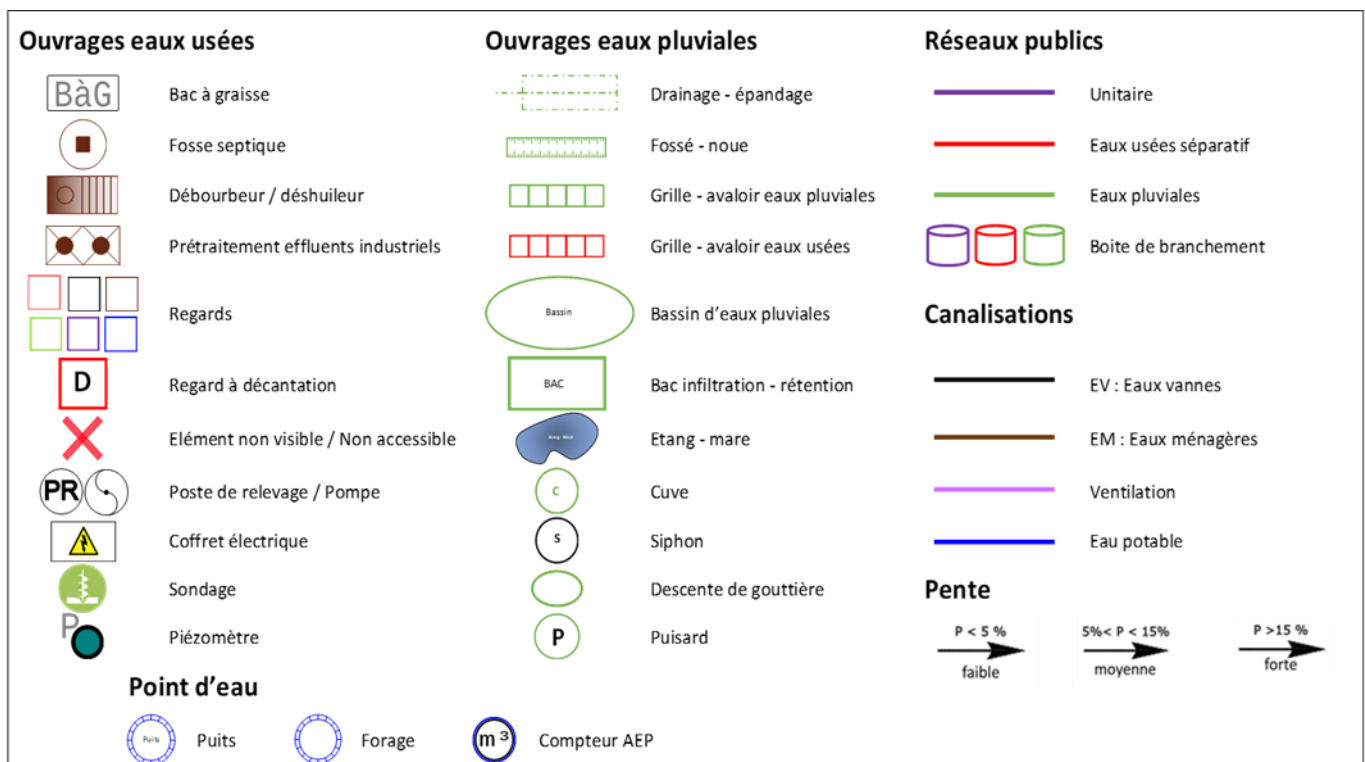 Ouvrages eaux usées
BàG Bac à graisse
Fosse septique
Débourbeur / déshuileur
Prétraitement effluents industriels
Regards
D Regard à décantation
Elément non visible / Non accessible
PR Poste de relevage / Pompe
Coffret électrique
Sondage
P Piézomètre
Ouvrages eaux pluviales
Drainage - épandage
Fossé - noue
Grille - avaloir eaux pluviales
Grille - avaloir eaux usées
Bassin Bassin d'eaux pluviales
BAC Bac infiltration - rétention
Etang - mare
C Cuve
S Siphon
Descente de gouttière
P Puisard
Réseaux publics
Unitaire
Eaux usées séparatif
Eaux pluviales
Boite de branchement
Canalisations
EV : Eaux vannes
EM : Eaux ménagères
Ventilation
Eau potable
Pente
P < 5 % 5%< P < 15% P >15 %
faible moyenne forte
Point d'eau
Puits Puits Forage m³ Compteur AEP